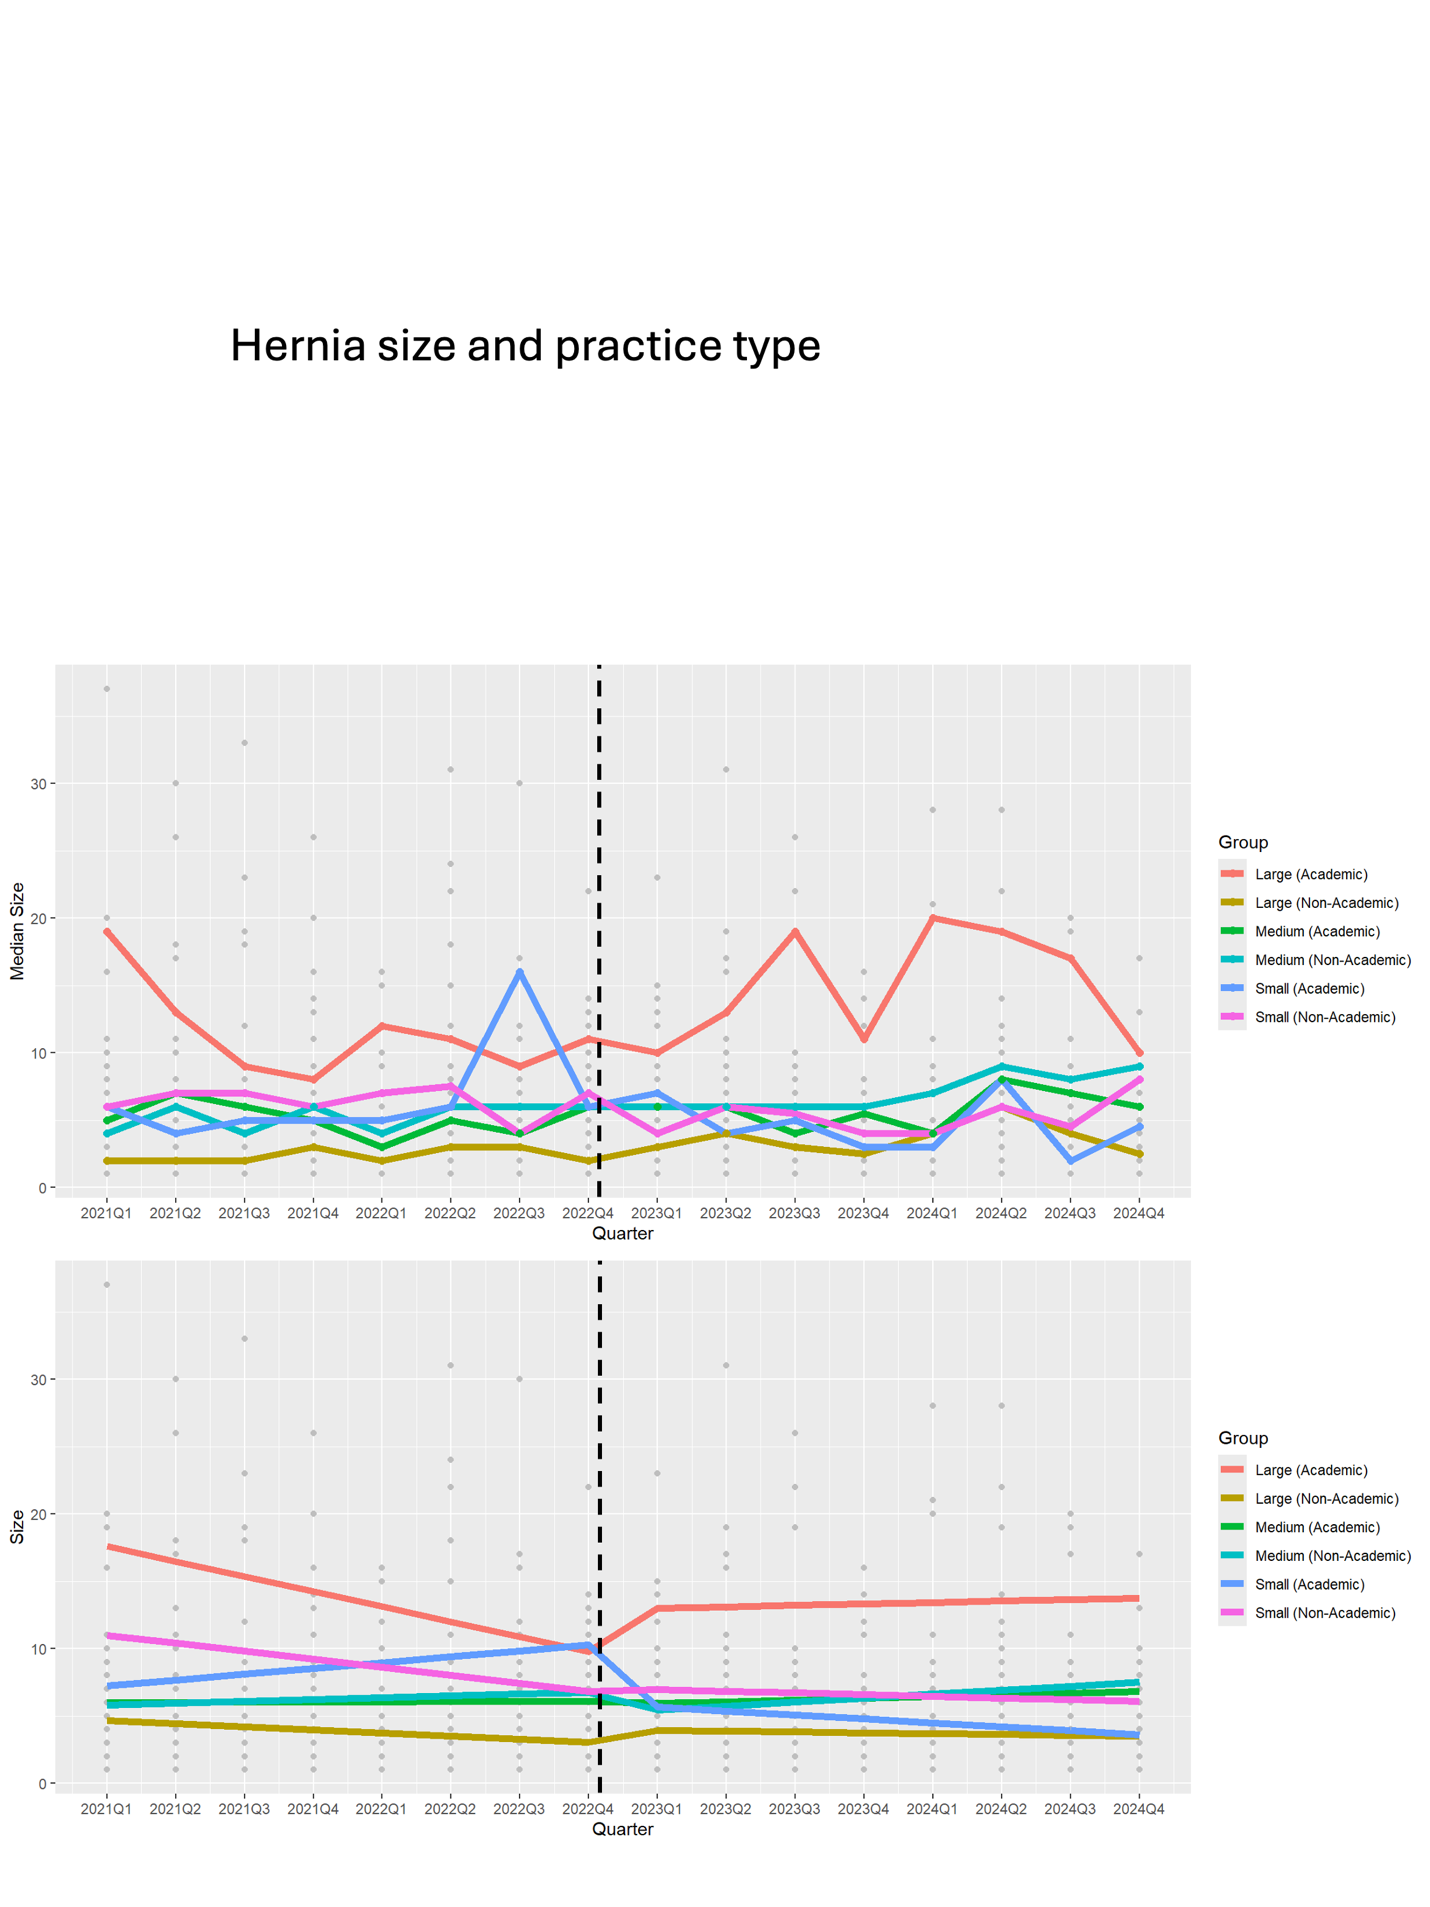 Hernia size and practice type
30
20
10
0
Median Size
2021Q1 2021Q2 2021Q3 2021Q4 2022Q1 2022Q2 2022Q3 2022Q4 2023Q1 2023Q2 2023Q3 2023Q4 2024Q1 2024Q2 2024Q3 2024Q4
Quarter
Group
Large (Academic)
Large (Non-Academic)
Medium (Academic)
Medium (Non-Academic)
Small (Academic)
Small (Non-Academic)
30
20
10
0
Size
2021Q1 2021Q2 2021Q3 2021Q4 2022Q1 2022Q2 2022Q3 2022Q4 2023Q1 2023Q2 2023Q3 2023Q4 2024Q1 2024Q2 2024Q3 2024Q4
Quarter
Group
Large (Academic)
Large (Non-Academic)
Medium (Academic)
Medium (Non-Academic)
Small (Academic)
Small (Non-Academic)